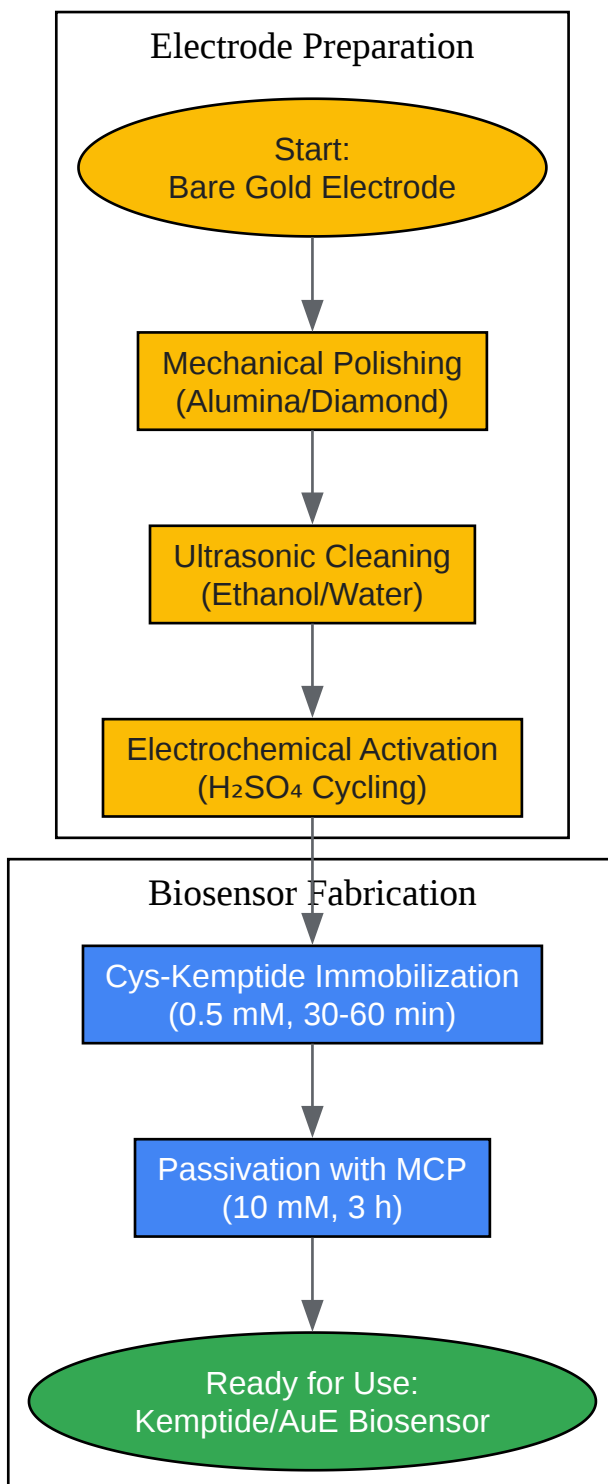 Electrode Preparation
Start:
Bare Gold Electrode
Mechanical Polishing
(Alumina/Diamond)
Ultrasonic Cleaning
(Ethanol/Water)
Electrochemical Activation
(H₂SO₄ Cycling)
Biosensor Fabrication
Cys-Kemptide Immobilization
(0.5 mM, 30-60 min)
Passivation with MCP
(10 mM, 3 h)
Ready for Use:
Kemptide/AuE Biosensor